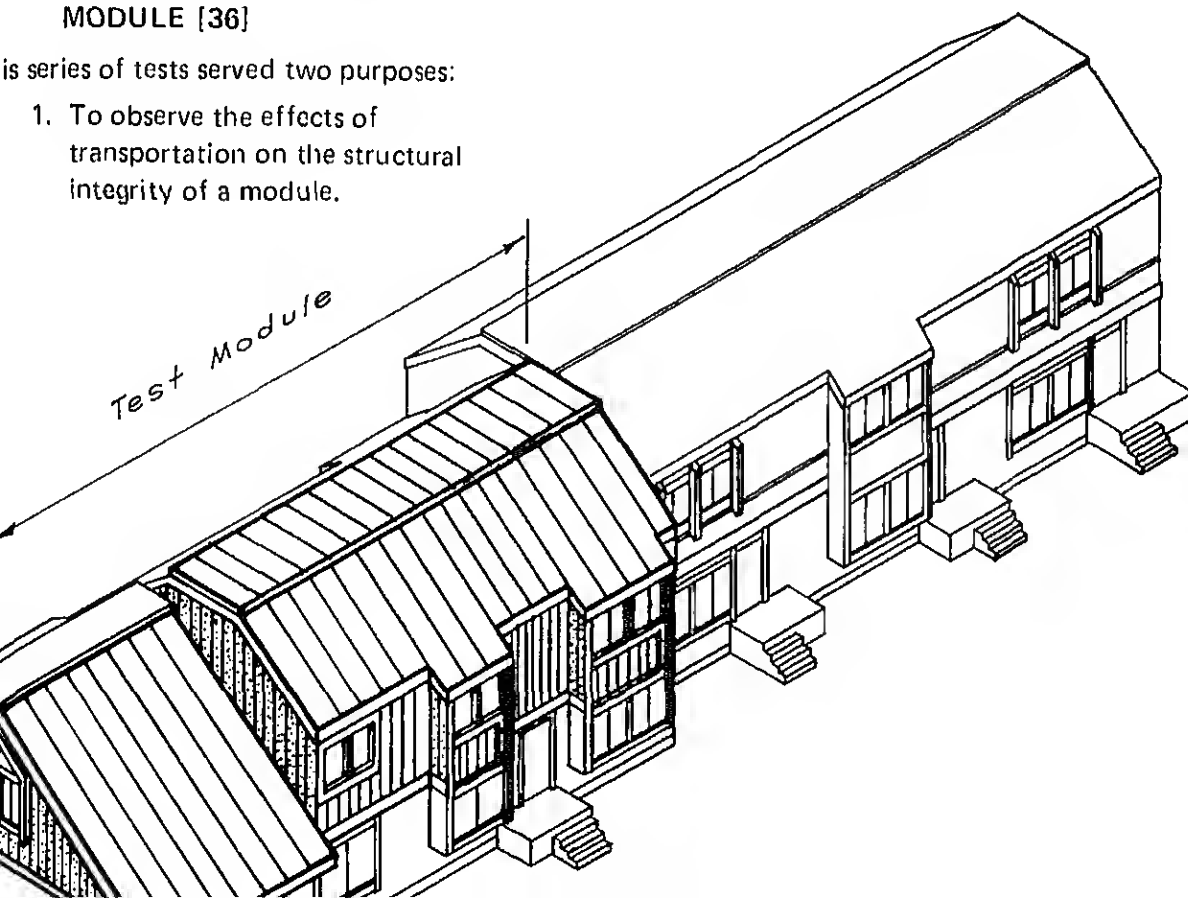 MODULE [36]
is series of tests served two purposes:
1. To observe the effects of
transportation on the structural
integrity of a module.
Test Module